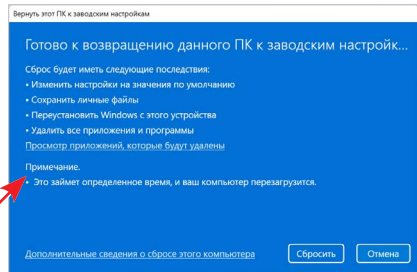 Вернуть этот ПК к заводским настройкам
Готово к возвращению данного ПК к заводским настройк...
Сброс будет иметь следующие последствия:
• Изменить настройки на значения по умолчанию
• Сохранить личные файлы
• Переустановить Windows с этого устройства
• Удалить все приложения и программы
Просмотр приложений, которые будут удалены
Примечание.
• Это займет определенное время, и ваш компьютер перезагрузится.
Дополнительные сведения о сбросе этого компьютера
Сбросить
Отмена